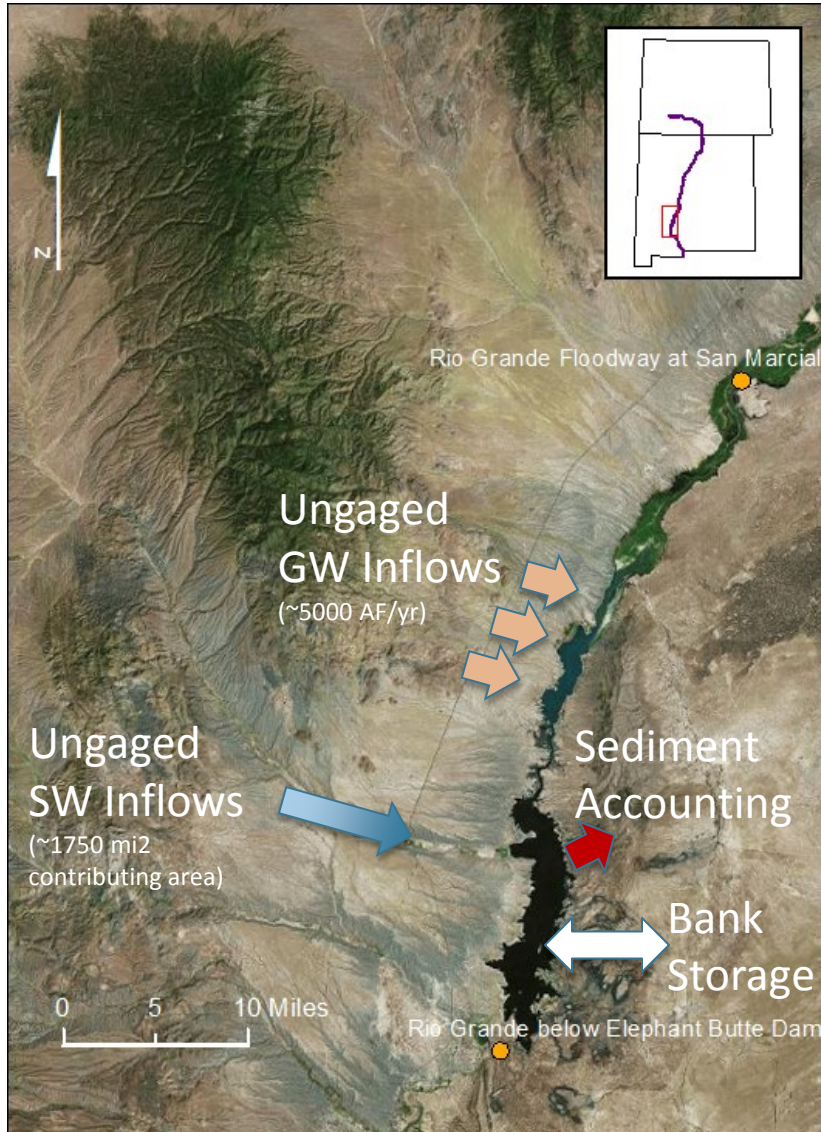 N
Rio Grande Floodway at San Marcial
Ungaged
GW Inflows
(~5000 AF/yr)
Ungaged
SW Inflows
(~1750 mi2
contributing area)
Sediment
Accounting
Bank
Storage
0 5 10 Miles
Rio Grande below Elephant Butte Dam